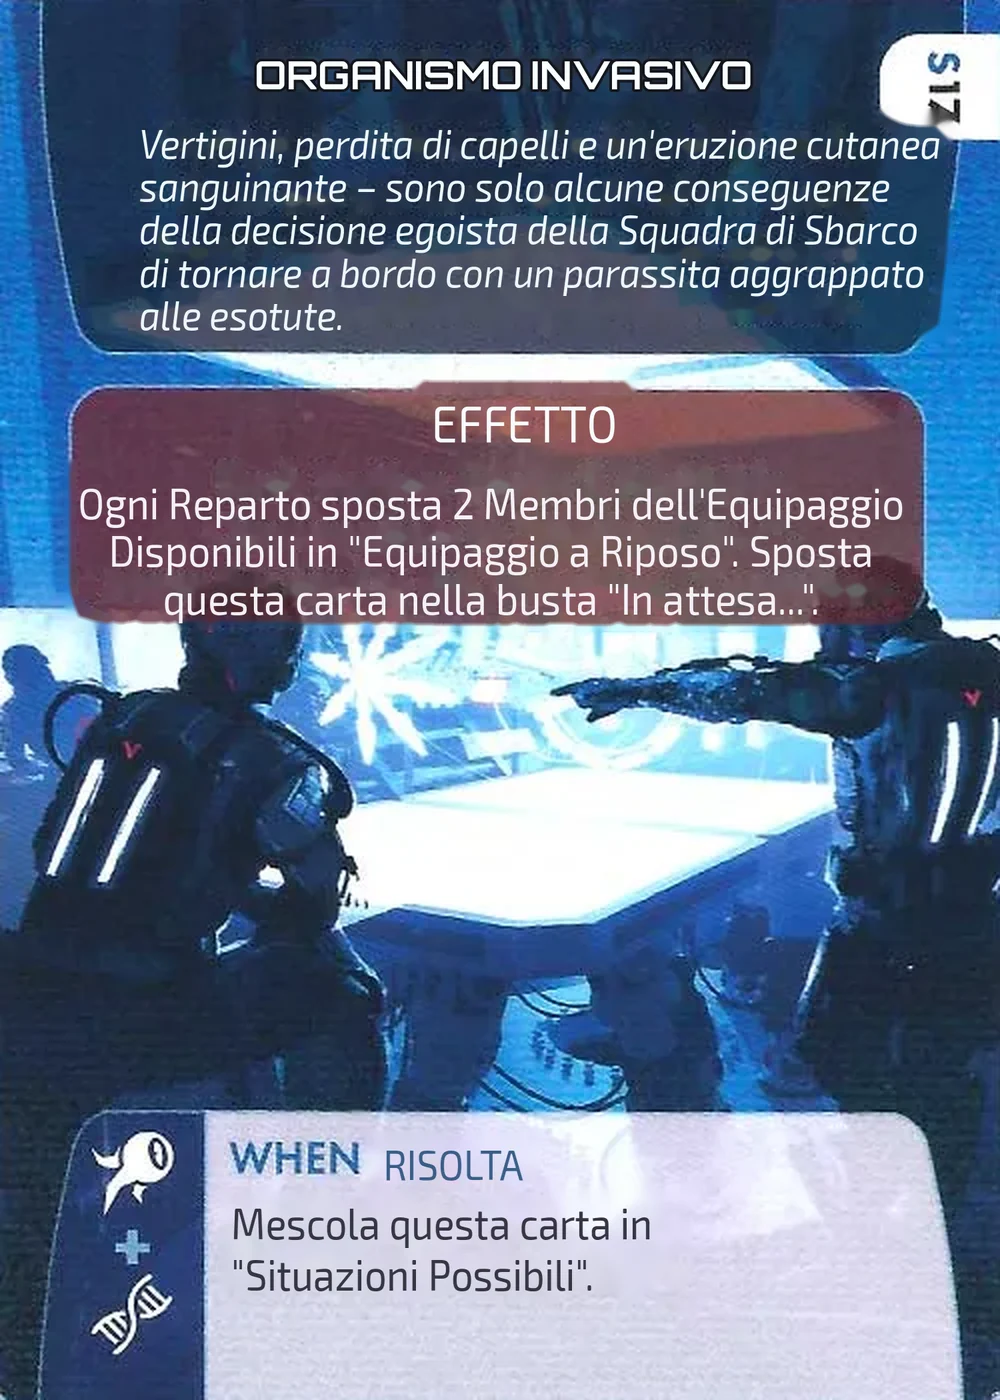 ORGANISMO INVASIVO
S 17
Vertigini, perdita di capelli e un'eruzione cutanea
sanguinante – sono solo alcune conseguenze
della decisione egoista della Squadra di Sbarco
di tornare a bordo con un parassita aggrappato
alle esotute.
EFFETTO
Ogni Reparto sposta 2 Membri dell'Equipaggio
Disponibili in "Equipaggio a Riposo". Sposta
questa carta nella busta "In attesa...".
WHEN RISOLTA
Mescola questa carta in
"Situazioni Possibili".